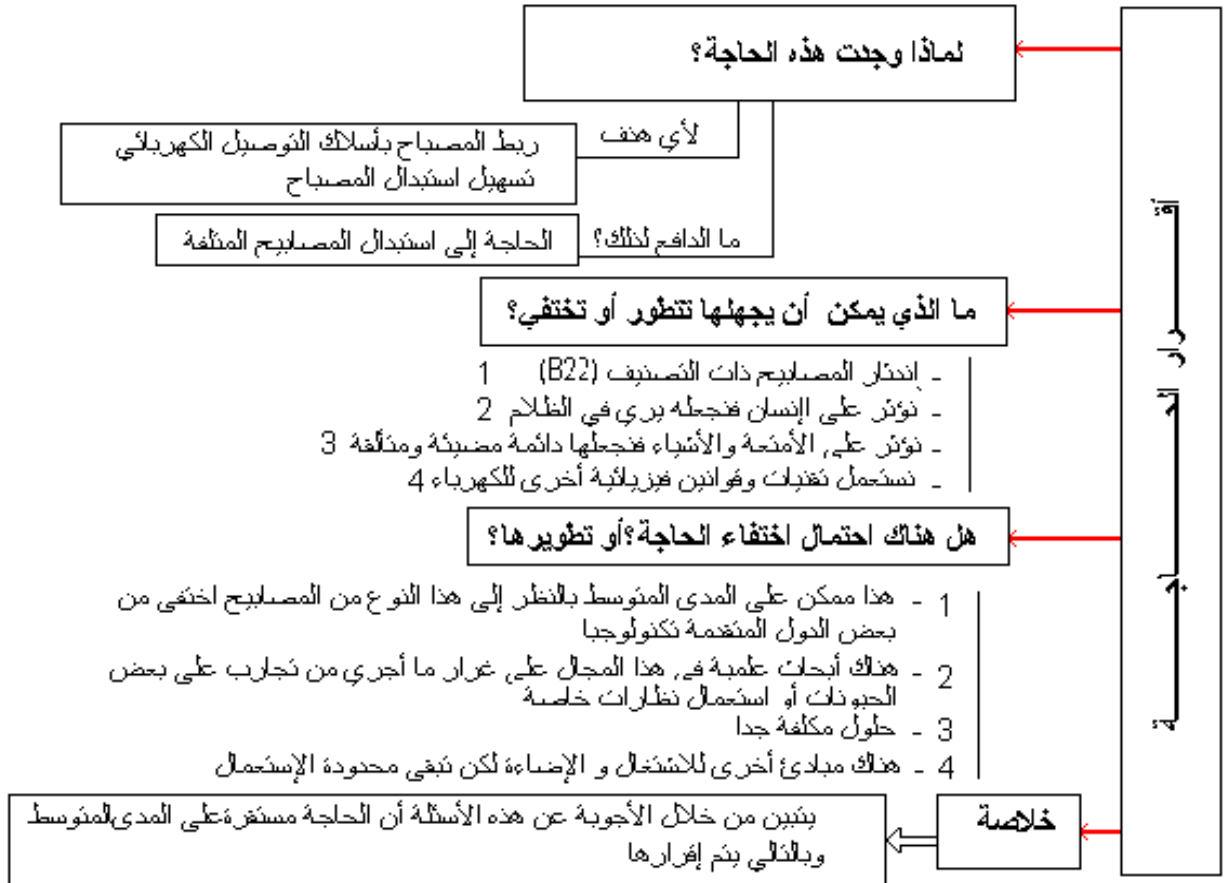 إقرار الحاجة
لماذا وجدت هذه الحاجة؟
لأي هدف
ربط المصباح بأسلاك التوصيل الكهربائي
تسهيل استبدال المصباح
ما الدافع لذلك؟
الحاجة إلى استبدال المصابيح المتلفة
ما الذي يمكن أن يجهلها تتطور أو تختفي؟
- إندثار المصابيح ذات التصنيف (B22) 1
- نؤثر على الإنسان فنجعله يرى في الظلام 2
- نؤثر على الأمتعة والأشياء فنجعلها دائمة مضيئة ومتألقة 3
- نستعمل تقنيات وقوانين فيزيائية أخرى للكهرباء 4
هل هناك احتمال اختفاء الحاجة؟أو تطويرها؟
1 - هذا ممكن على المدى المتوسط بالنظر إلى هذا النوع من المصابيح اختفى من
بعض الدول المتقدمة تكنولوجيا
2 - هناك أبحاث علمية في هذا المجال على غرار ما أجري من تجارب على بعض
الحيونات أو استعمال نظارات خاصة
3 - حلول مكلفة جدا
4 - هناك مبادئ أخرى للاشتغال و الإضاءة لكن تبقى محدودة الإستعمال
خلاصة
يتبين من خلال الأجوبة عن هذه الأسئلة أن الحاجة مستقرةعلى المدىالمتوسط
وبالتالي يتم إقرارها